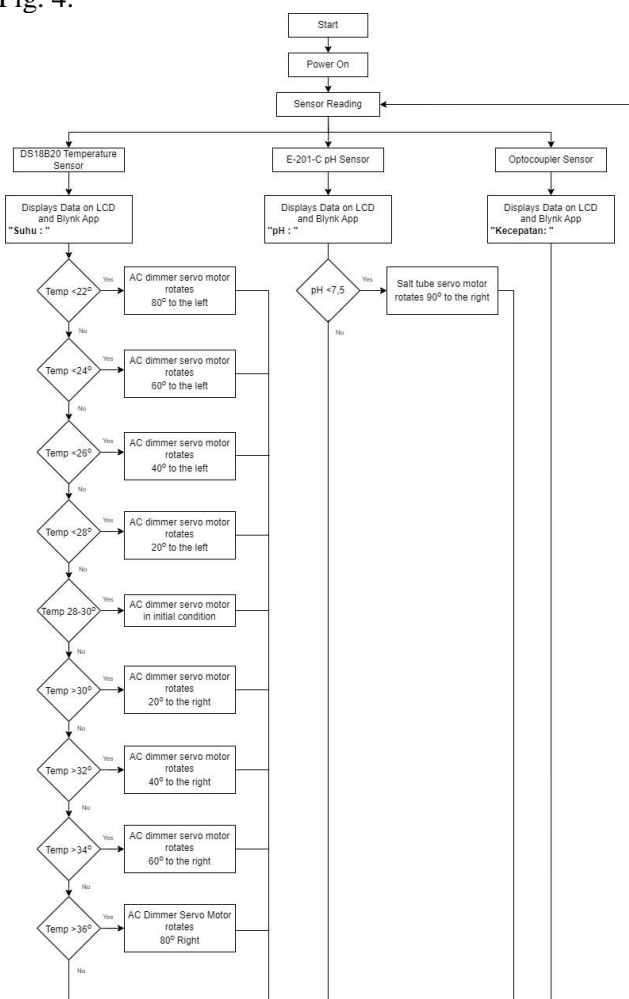 Fig. 4.
Start
Power On
Sensor Reading
DS18B20 Temperature
Sensor
E-201-C pH Sensor
Optocoupler Sensor
Displays Data on LCD
and Blynk App
"Suhu : "
Displays Data on LCD
and Blynk App
"pH : "
Displays Data on LCD
and Blynk App
"Kecepatan: "
Temp <22°
Yes
AC dimmer servo motor
rotates
80° to the left
No
pH <7,5
Yes
Salt tube servo motor
rotates 90° to the right
No
Temp <24°
Yes
AC dimmer servo motor
rotates
60° to the left
No
Temp <26°
Yes
AC dimmer servo motor
rotates
40° to the left
No
Temp <28°
Yes
AC dimmer servo motor
rotates
20° to the left
No
Temp 28-30°
Yes
AC dimmer servo motor
in initial condition
No
Temp >30°
Yes
AC dimmer servo motor
rotates
20° to the right
No
Temp >32°
Yes
AC dimmer servo motor
rotates
40° to the right
No
Temp >34°
Yes
AC dimmer servo motor
rotates
60° to the right
No
Temp >36°
Yes
AC Dimmer Servo Motor
rotates
80° Right
No